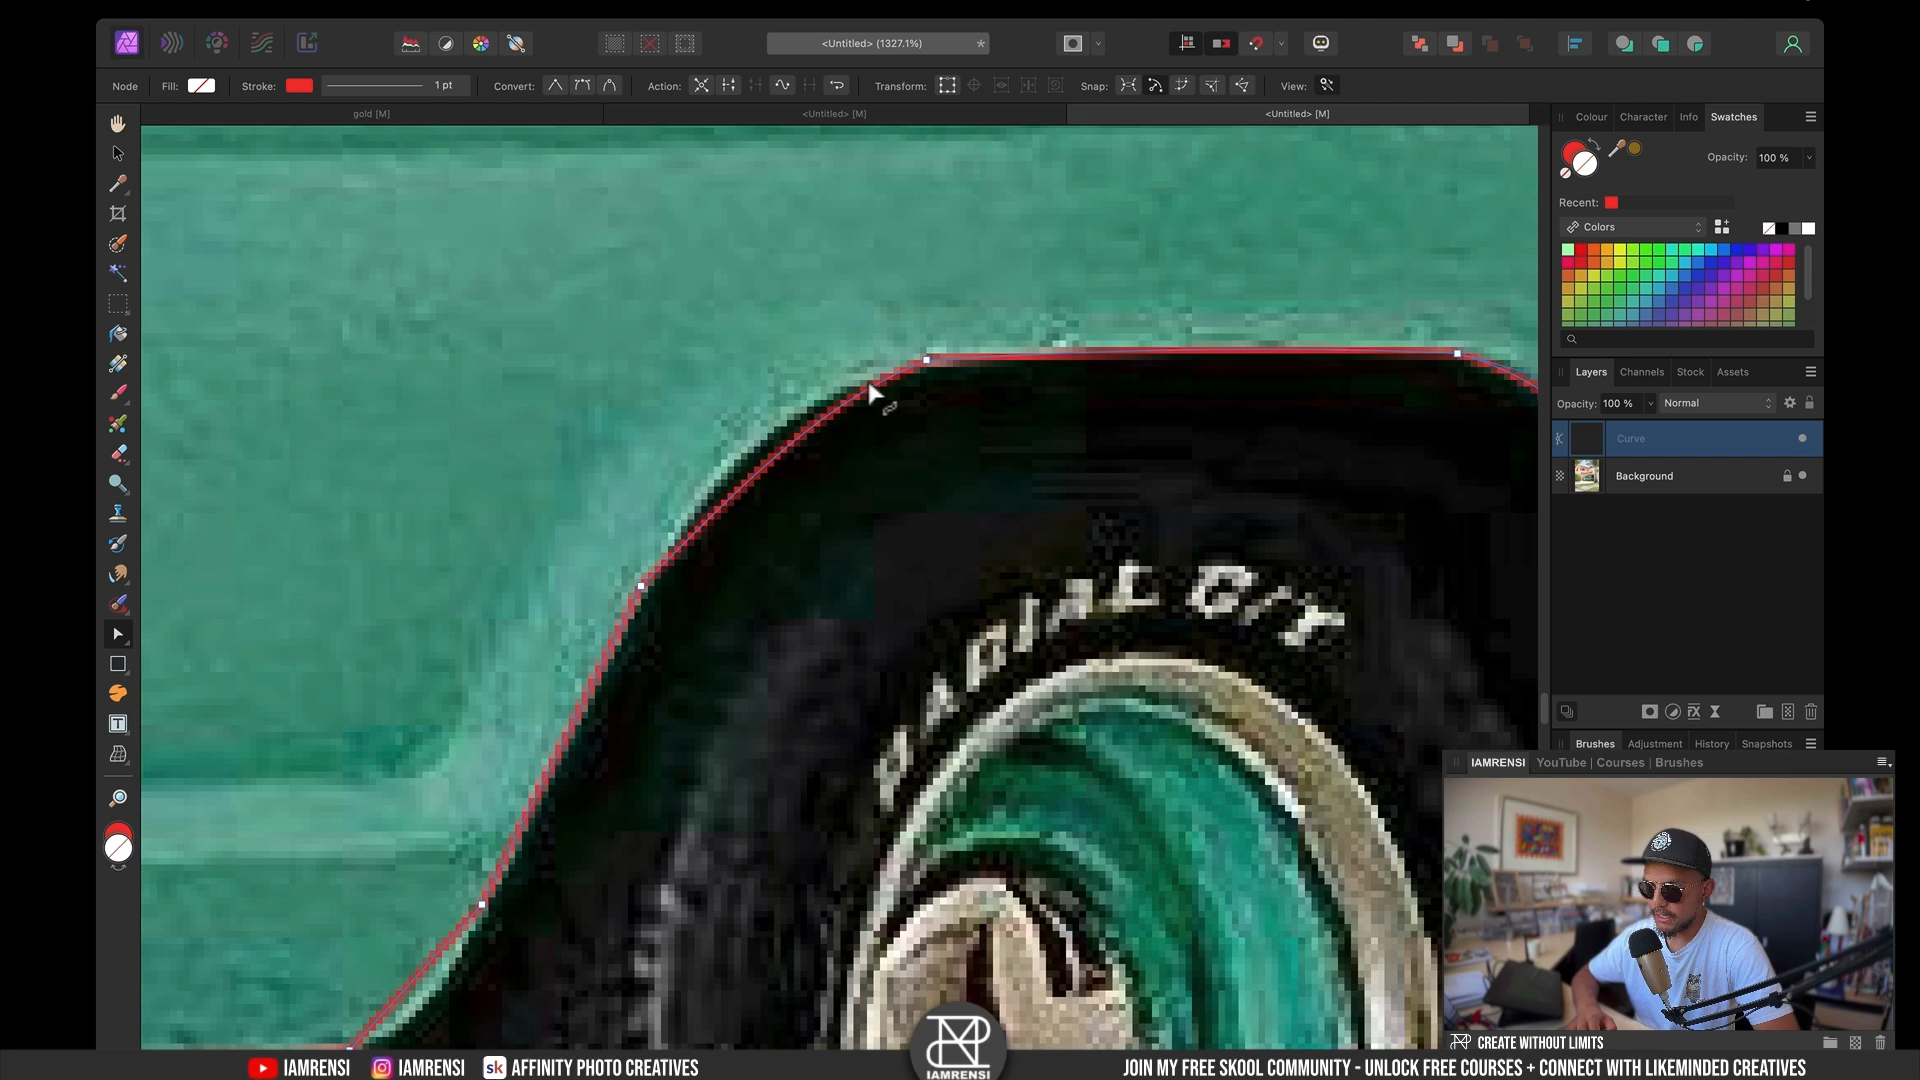 <Untitled> (1327.1%)
*
Node
Fill:
Stroke:
1 pt
Convert:
Action:
Transform:
Snap:
View:
gold [M]
<Untitled> [M]
<Untitled> [M]
Colour
Character
Info
Swatches
Opacity:
100 %
Recent:
Colors
Layers
Channels
Stock
Assets
Opacity: 100 %
Normal
Curve
Background
Brushes
Adjustment
History
Snapshots
IAMRENSI
YouTube | Courses | Brushes
CREATE WITHOUT LIMITS
IAMRENSI
IAMRENSI
sk AFFINITY PHOTO CREATIVES
IAMRENSI
JOIN MY FREE SKOOL COMMUNITY - UNLOCK FREE COURSES + CONNECT WITH LIKEMINDED CREATIVES